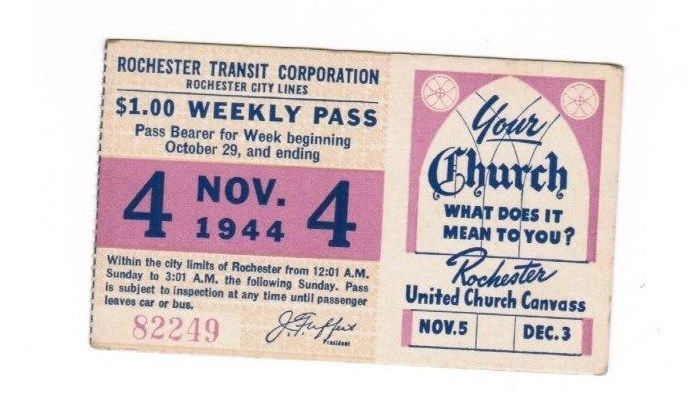 ROCHESTER TRANSIT CORPORATION
ROCHESTER CITY LINES
$1.00 WEEKLY PASS
Pass Bearer for Week beginning
October 29, and ending
4 NOV. 1944 4
Within the city limits of Rochester from 12:01 A.M.
Sunday to 3:01 A.M. the following Sunday. Pass
is subject to inspection at any time until passenger
leaves car or bus.
82249
President
Your
Church
WHAT DOES IT
MEAN TO YOU?
Rochester
United Church Canvass
NOV. 5 DEC. 3